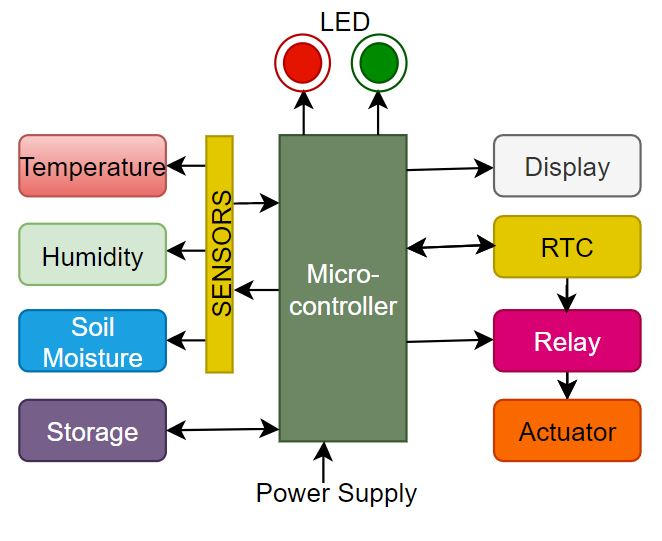 LED
Temperature
Humidity
Soil
Moisture
Storage
SENSORS
Micro-
controller
Display
RTC
Relay
Actuator
Power Supply